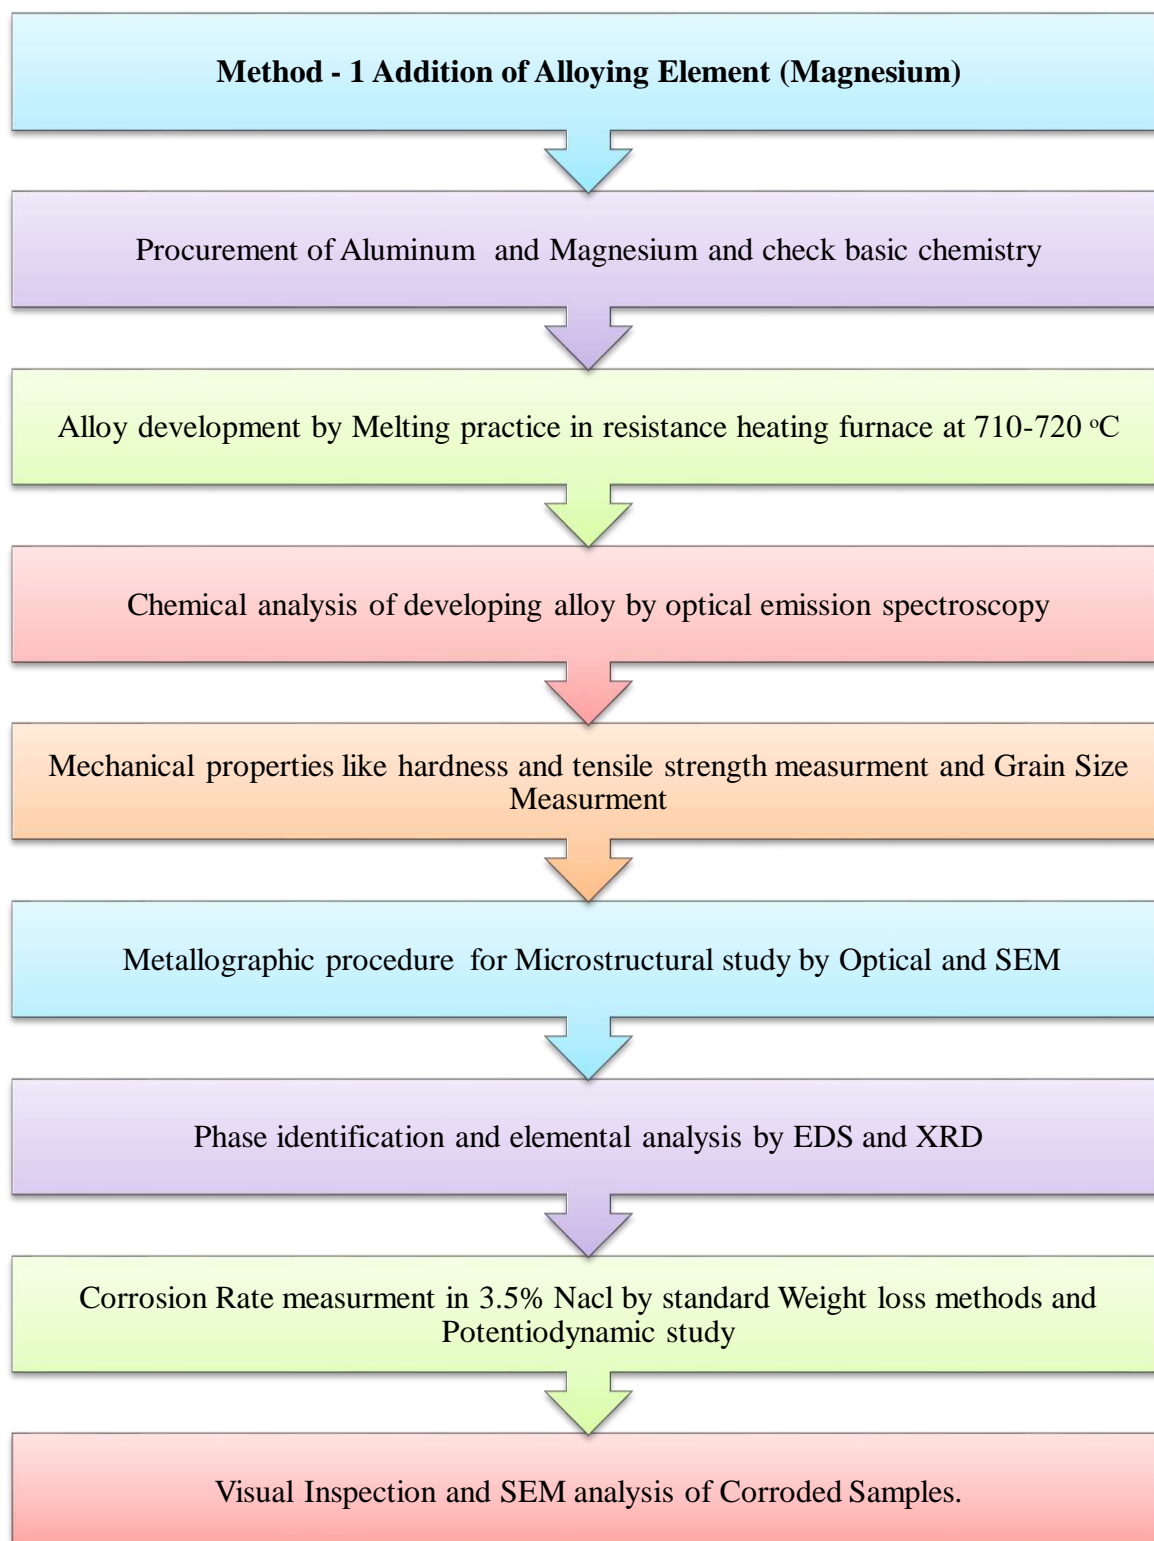 Method - 1 Addition of Alloying Element (Magnesium)
Procurement of Aluminum and Magnesium and check basic chemistry
Alloy development by Melting practice in resistance heating furnace at 710-720 ºC
Chemical analysis of developing alloy by optical emission spectroscopy
Mechanical properties like hardness and tensile strength measurment and Grain Size
Measurment
Metallographic procedure for Microstructural study by Optical and SEM
Phase identification and elemental analysis by EDS and XRD
Corrosion Rate measurment in 3.5% Nacl by standard Weight loss methods and
Potentiodynamic study
Visual Inspection and SEM analysis of Corroded Samples.